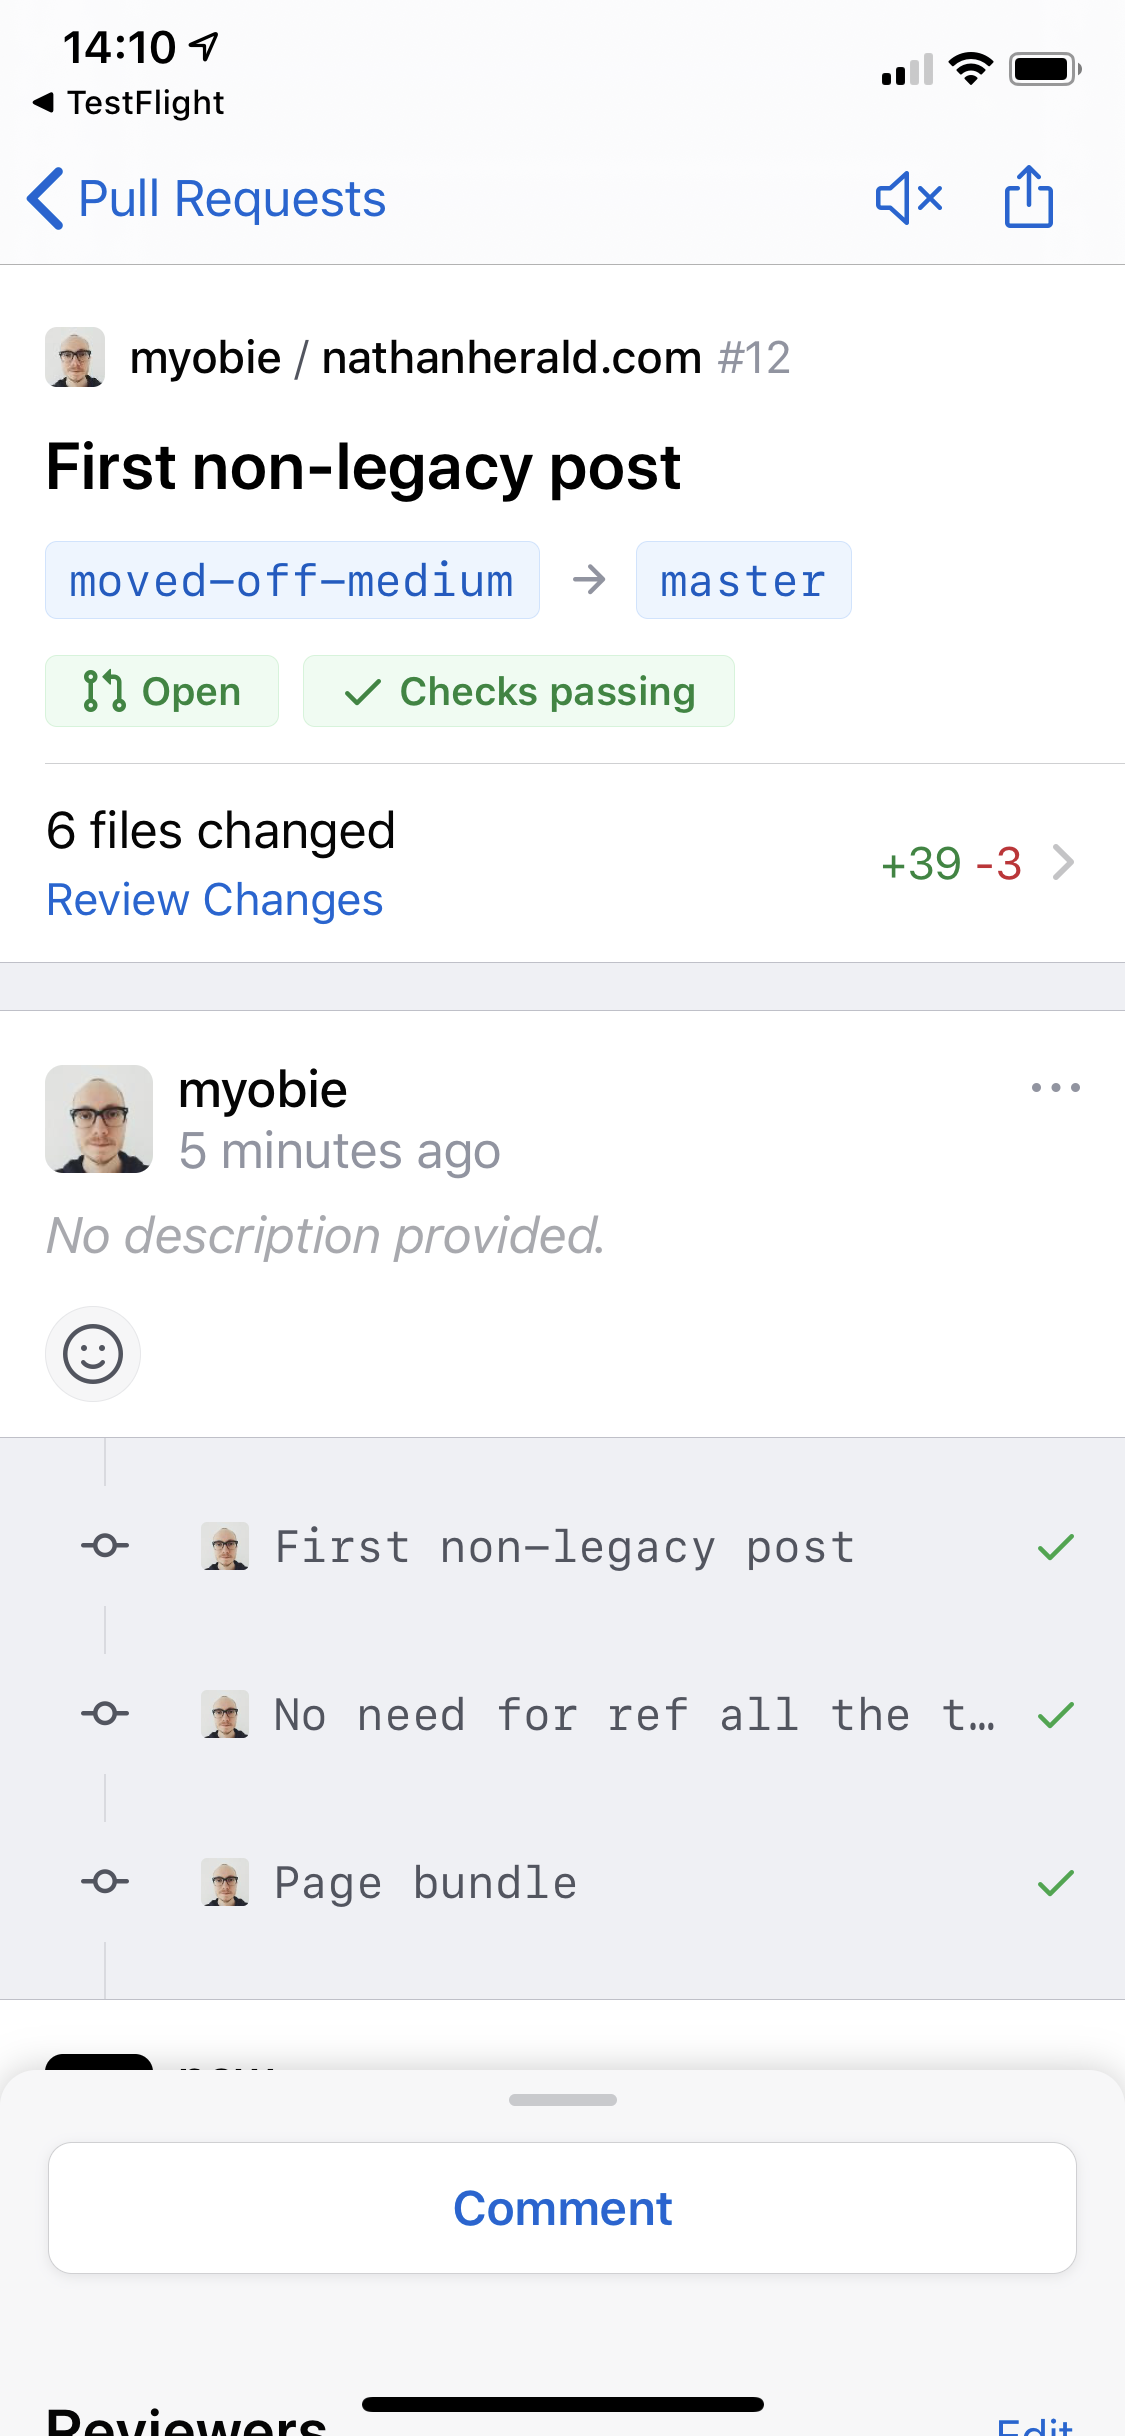 14:10
TestFlight
Pull Requests
myobie / nathanherald.com #12
First non-legacy post
moved-off-medium → master
Open Checks passing
6 files changed
+39 -3
Review Changes
myobie
5 minutes ago
No description provided.
First non-legacy post
No need for ref all the t…
Page bundle
Comment
Reviewers
Edit